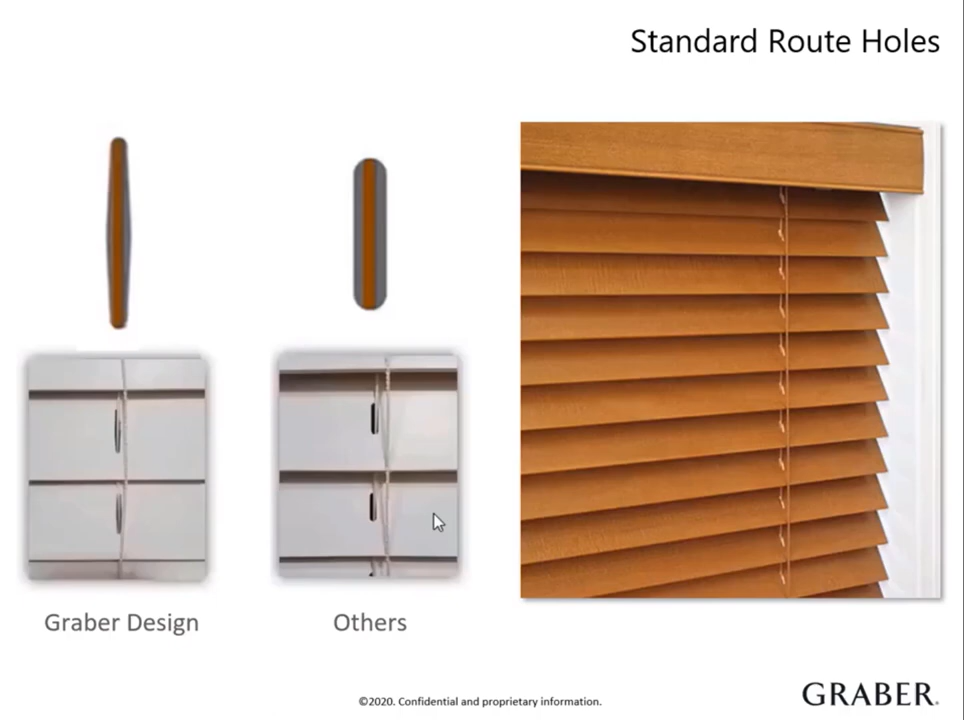 Standard Route Holes
Graber Design
Others
©2020. Confidential and proprietary information.
GRABER.